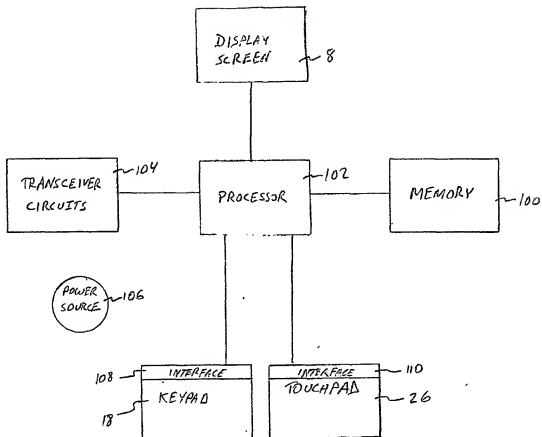 DISPLAY
SCREEN
8
TRANSCEIVER
CIRCUITS
104
PROCESSOR
102
MEMORY
100
POWER
SOURCE
106
108
INTERFACE
KEYPAD
18
INTERFACE
110
TOUCHPAD
26